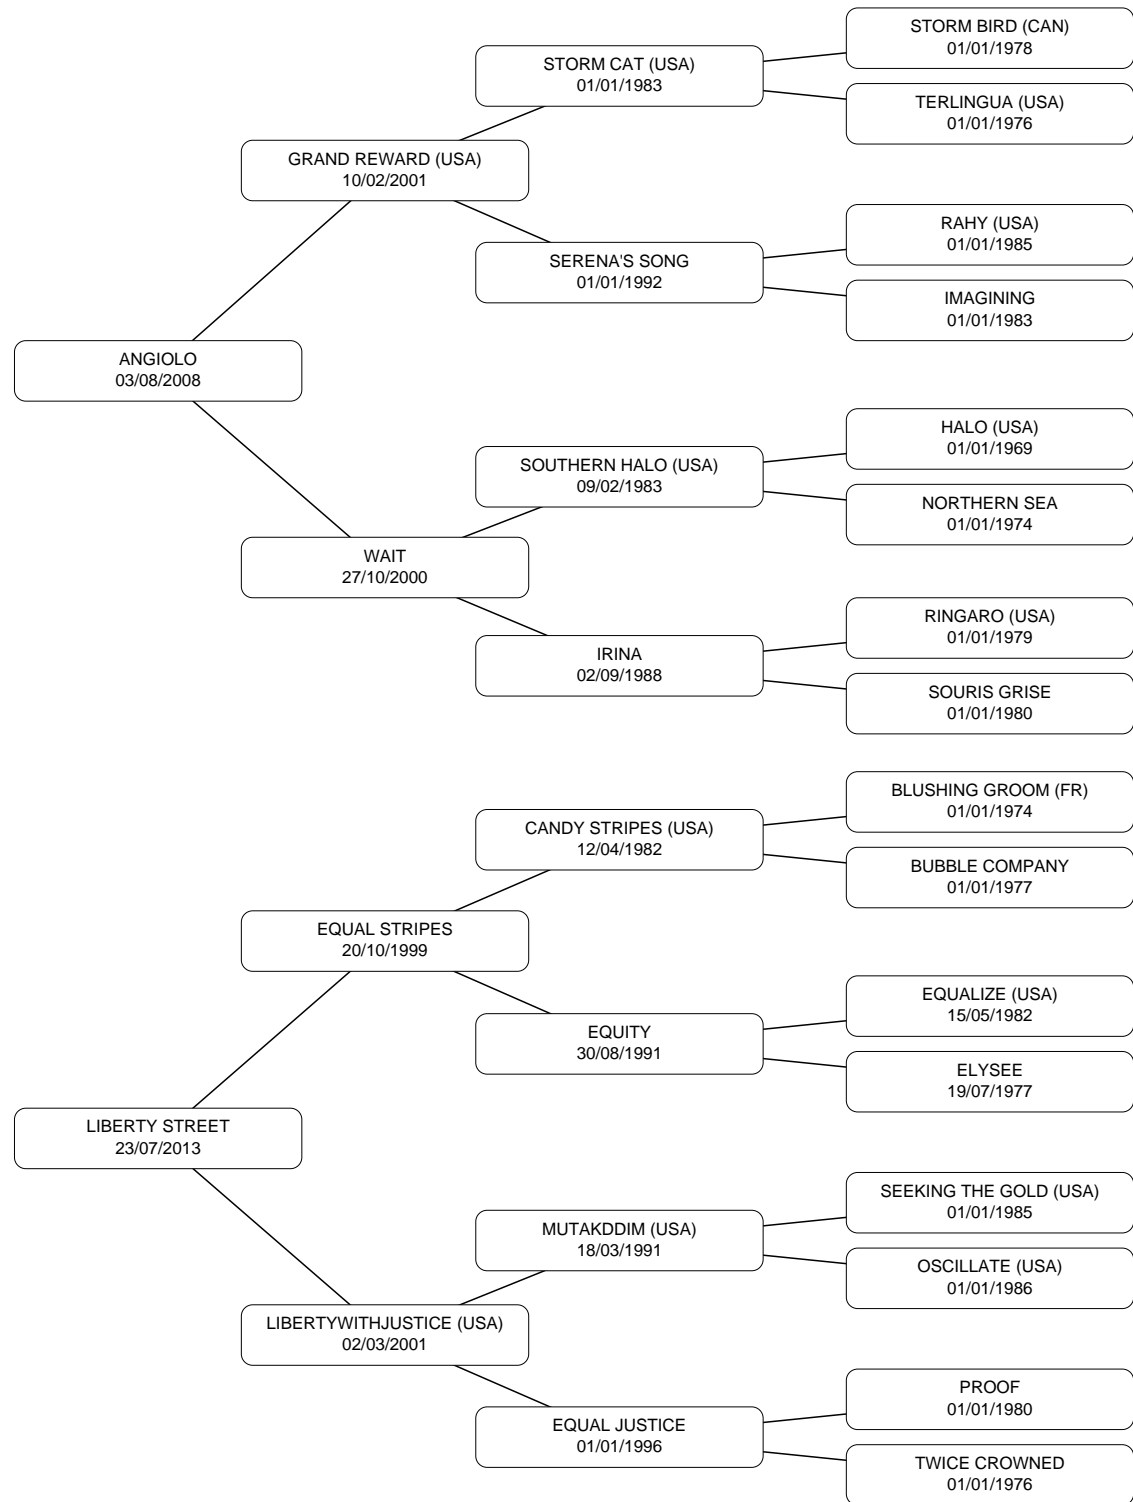 STORM BIRD (CAN)
01/01/1978
STORM CAT (USA)
01/01/1983
TERLINGUA (USA)
01/01/1976
GRAND REWARD (USA)
10/02/2001
RAHY (USA)
01/01/1985
SERENA'S SONG
01/01/1992
IMAGINING
01/01/1983
ANGIOLO
03/08/2008
HALO (USA)
01/01/1969
SOUTHERN HALO (USA)
09/02/1983
NORTHERN SEA
01/01/1974
WAIT
27/10/2000
RINGARO (USA)
01/01/1979
IRINA
02/09/1988
SOURIS GRISE
01/01/1980
BLUSHING GROOM (FR)
01/01/1974
CANDY STRIPES (USA)
12/04/1982
BUBBLE COMPANY
01/01/1977
EQUAL STRIPES
20/10/1999
EQUALIZE (USA)
15/05/1982
EQUITY
30/08/1991
ELYSEE
19/07/1977
LIBERTY STREET
23/07/2013
SEEKING THE GOLD (USA)
01/01/1985
MUTAKDDIM (USA)
18/03/1991
OSCILLATE (USA)
01/01/1986
LIBERTYWITHJUSTICE (USA)
02/03/2001
PROOF
01/01/1980
EQUAL JUSTICE
01/01/1996
TWICE CROWNED
01/01/1976